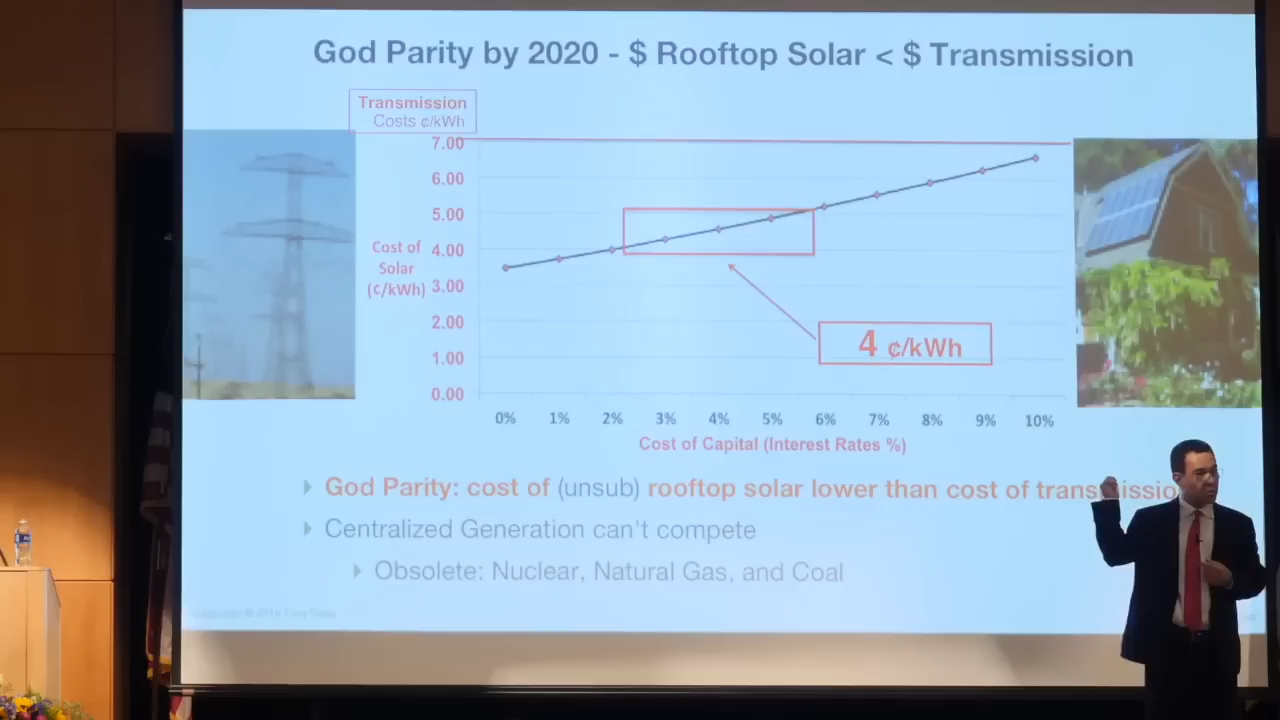 God Parity by 2020 - $ Rooftop Solar < $ Transmission
Transmission
Costs ¢/kWh
7.00
6.00
5.00
4.00
3.00
2.00
1.00
0.00
Cost of
Solar
(¢/kWh)
4 ¢/kWh
0% 1% 2% 3% 4% 5% 6% 7% 8% 9% 10%
Cost of Capital (Interest Rates %)
God Parity: cost of (unsub) rooftop solar lower than cost of transmissio
Centralized Generation can't compete
Obsolete: Nuclear, Natural Gas, and Coal